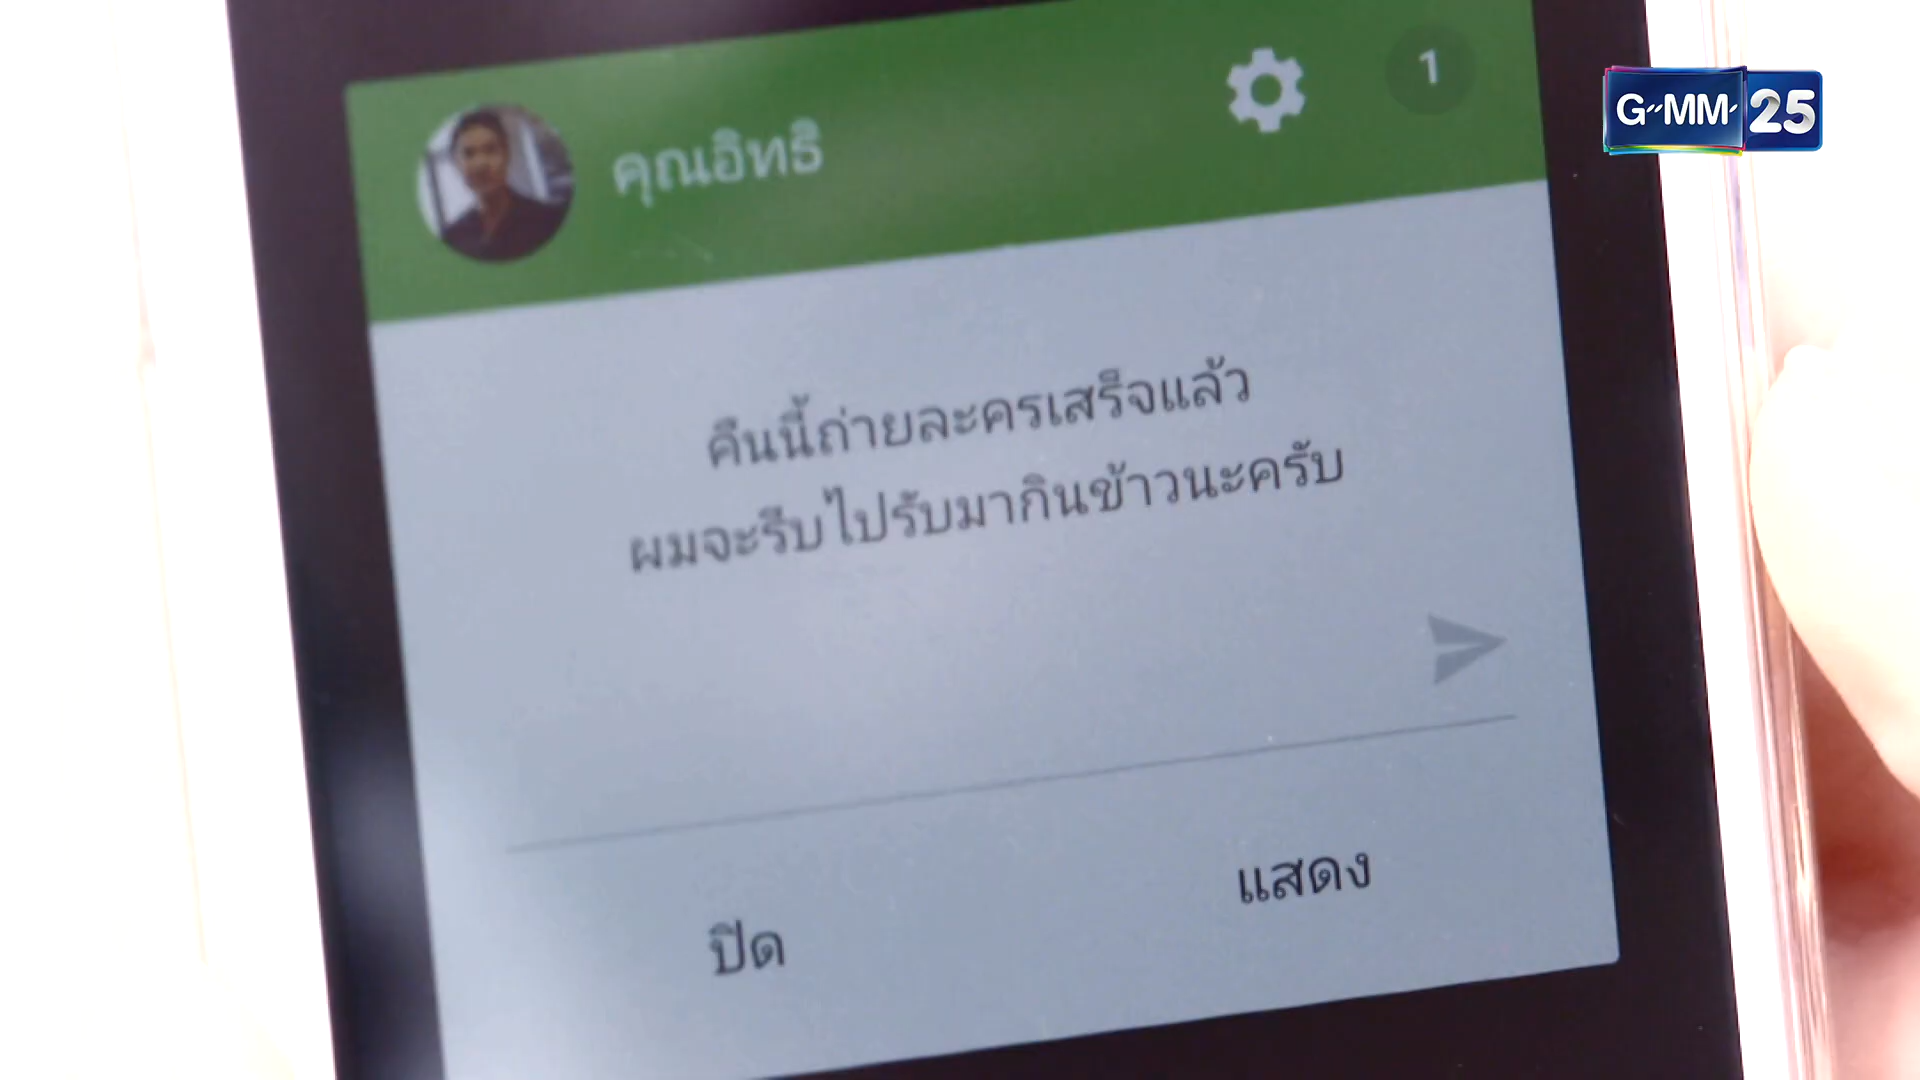 คุณอิทธิ
1
GMM 25
คืนนี้ถ่ายละครเสร็จแล้ว
ผมจะรีบไปรับมากินข้าวนะครับ
ปิด
แสดง